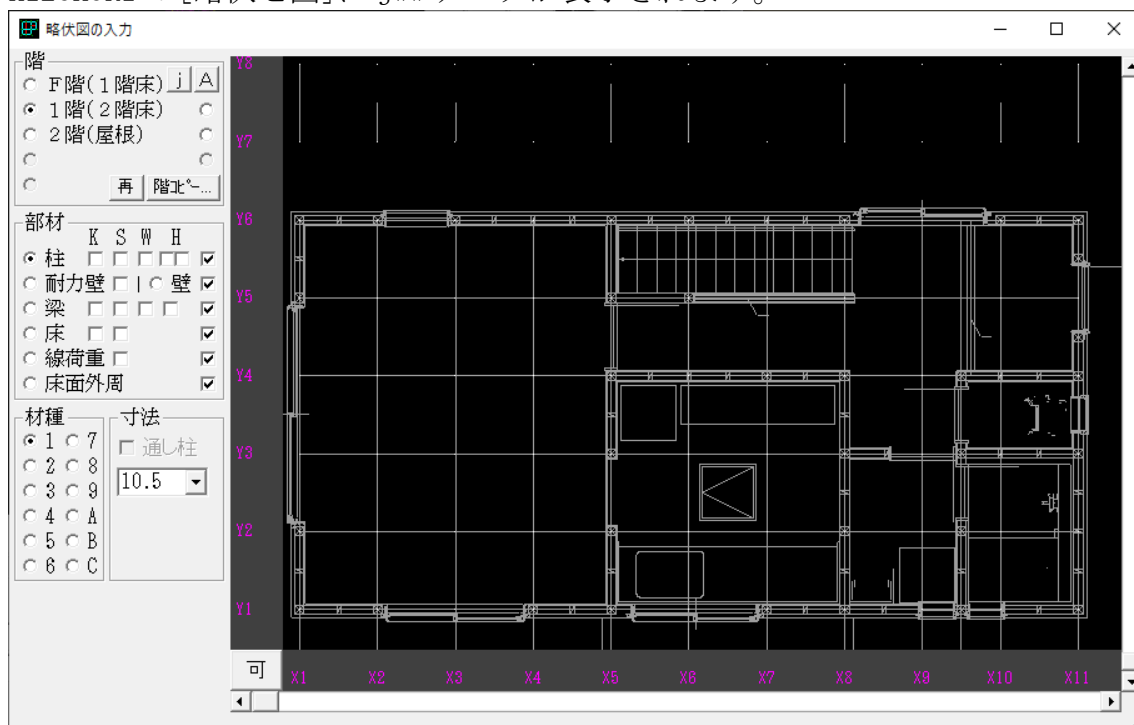 略伏図の入力
階
F階(1階床) j A
1階(2階床)
2階(屋根)
再 階ｺﾋﾟｰ...
部材
K S W H
柱
耐力壁 | 壁
梁
床
線荷重
床面外周
材種
1 7
2 8
3 9
4 A
5 B
6 C
寸法
通し柱
10.5
Y8
Y7
Y6
Y5
Y4
Y3
Y2
Y1
可
X1 X2 X3 X4 X5 X6 X7 X8 X9 X10 X11